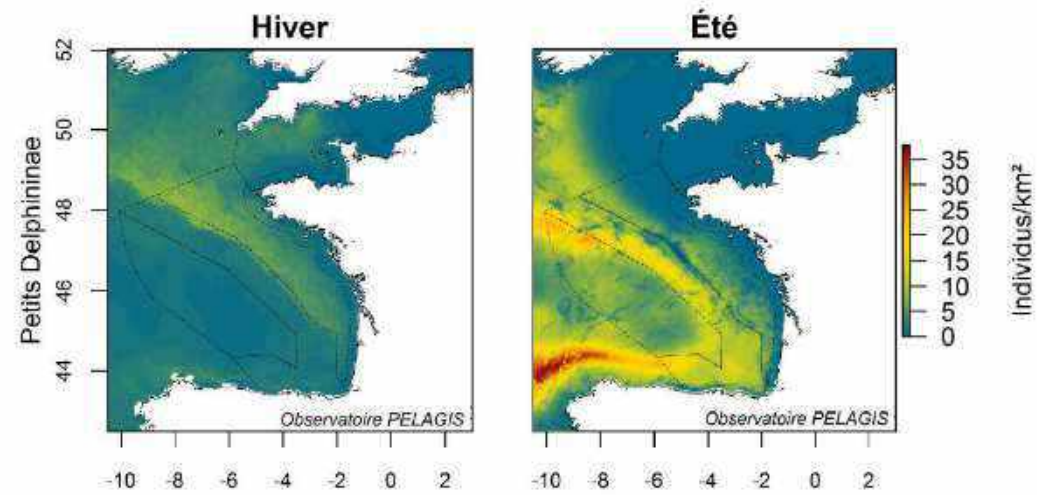 Hiver
Été
Petits Delphininae
52
50
48
46
44
Observatoire PELAGIS
Observatoire PELAGIS
-10 -8 -6 -4 -2 0 2
-10 -8 -6 -4 -2 0 2
35
30
25
20
15
10
5
0
Individus/km²